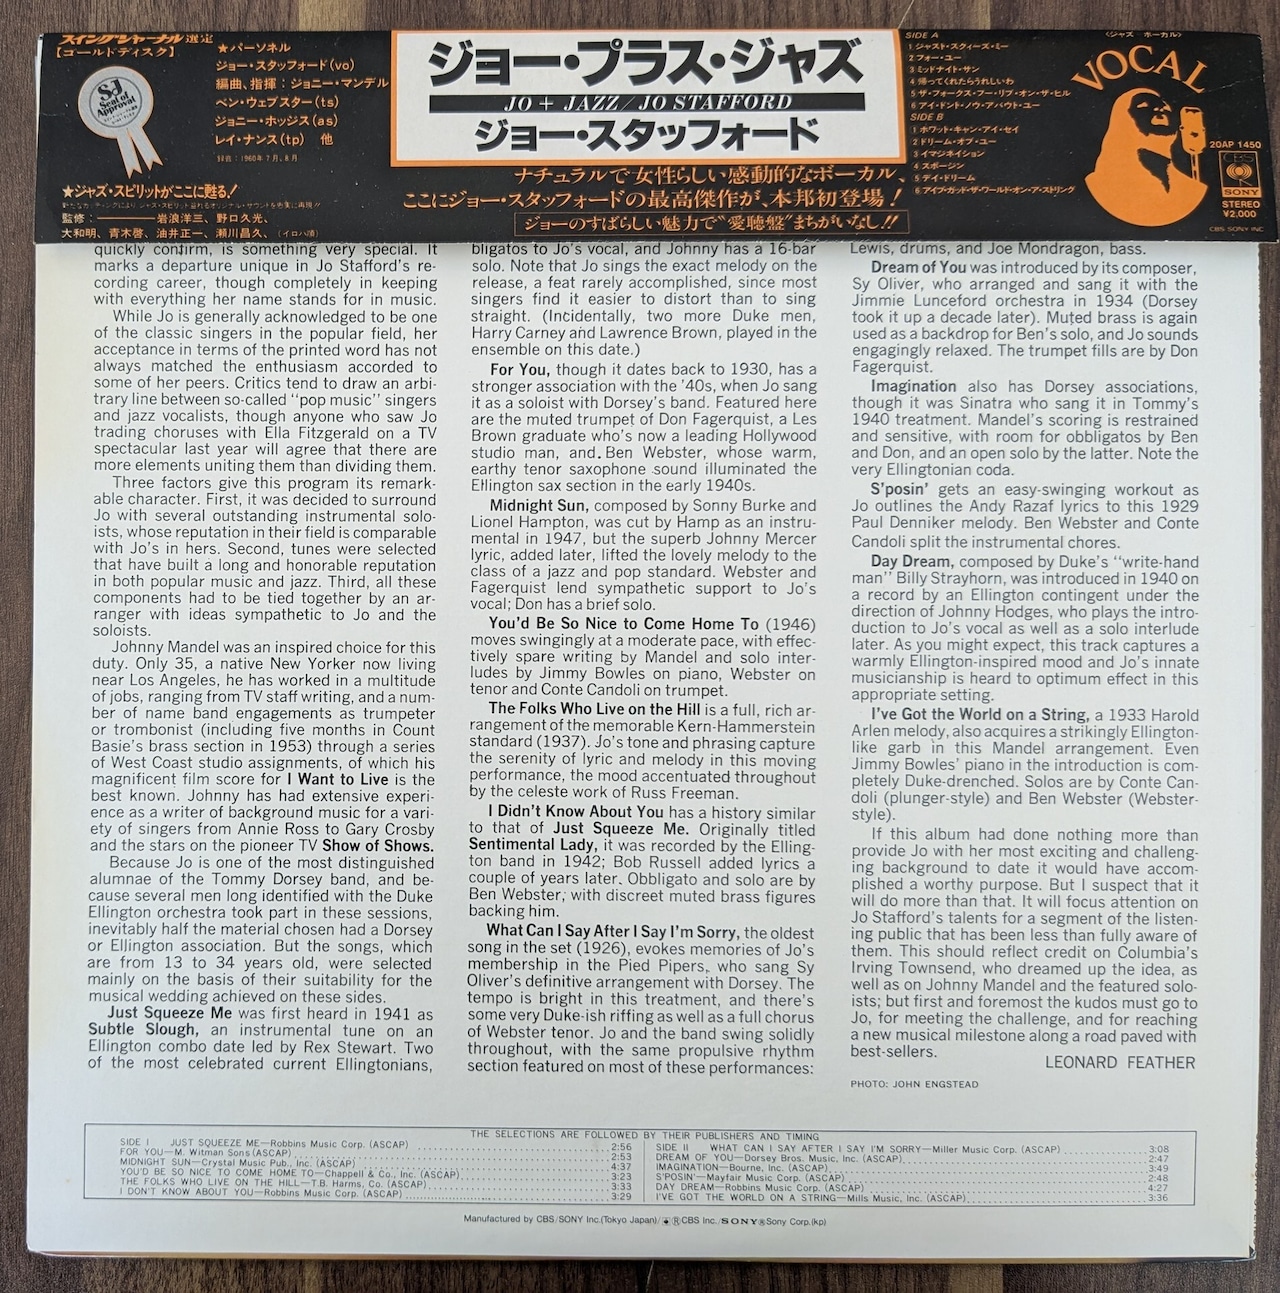 スイングジャーナル選定
【ゴールドディスク】
SJ
Seal of
Approval
★ジャズ・スピリットがここに甦る！
監修：————岩浪洋三、野口久光、
大和明、青木啓、油井正一、瀬川昌久、(イロハ順)
★パーソネル
ジョー・スタッフォード(vo)
編曲、指揮：ジョニー・マンデル
ベン・ウェブスター(ts)
ジョニー・ホッジス(as)
レイ・ナンス(tp) 他
録音：1960年7月、8月
ジョー・プラス・ジャズ
JO + JAZZ / JO STAFFORD
ジョー・スタッフォード
ナチュラルで女性らしい感動的なボーカル、
ここにジョー・スタッフォードの最高傑作が、本邦初登場！
ジョーのすばらしい魅力で“愛聴盤”まちがいなし!!
SIDE A
1 ジャスト・スクィーズ・ミー
2 フォー・ユー
3 ミッドナイト・サン
4 帰ってくれたらうれしいわ
5 ザ・フォークス・フー・リブ・オン・ザ・ヒル
6 アイ・ドント・ノウ・アバウト・ユー
SIDE B
1 ホワット・キャン・アイ・セイ
2 ドリーム・オブ・ユー
3 イマジネイション
4 スポージン
5 デイ・ドリーム
6 アイブ・ガッド・ザ・ワールド・オン・ア・ストリング
〈ジャズ・ボーカル〉
VOCAL
20AP 1450
CBS
SONY
STEREO
¥2,000
CBS SONY INC
quickly confirm, is something very special. It
marks a departure unique in Jo Stafford's re-
cording career, though completely in keeping
with everything her name stands for in music.
While Jo is generally acknowledged to be one
of the classic singers in the popular field, her
acceptance in terms of the printed word has not
always matched the enthusiasm accorded to
some of her peers. Critics tend to draw an arbi-
trary line between so-called "pop music" singers
and jazz vocalists, though anyone who saw Jo
trading choruses with Ella Fitzgerald on a TV
spectacular last year will agree that there are
more elements uniting them than dividing them.
Three factors give this program its remark-
able character. First, it was decided to surround
Jo with several outstanding instrumental solo-
ists, whose reputation in their field is comparable
with Jo's in hers. Second, tunes were selected
that have built a long and honorable reputation
in both popular music and jazz. Third, all these
components had to be tied together by an ar-
ranger with ideas sympathetic to Jo and the
soloists.
Johnny Mandel was an inspired choice for this
duty. Only 35, a native New Yorker now living
near Los Angeles, he has worked in a multitude
of jobs, ranging from TV staff writing, and a num-
ber of name band engagements as trumpeter
or trombonist (including five months in Count
Basie's brass section in 1953) through a series
of West Coast studio assignments, of which his
magnificent film score for I Want to Live is the
best known. Johnny has had extensive experi-
ence as a writer of background music for a vari-
ety of singers from Annie Ross to Gary Crosby
and the stars on the pioneer TV Show of Shows.
Because Jo is one of the most distinguished
alumnae of the Tommy Dorsey band, and be-
cause several men long identified with the Duke
Ellington orchestra took part in these sessions,
inevitably half the material chosen had a Dorsey
or Ellington association. But the songs, which
are from 13 to 34 years old, were selected
mainly on the basis of their suitability for the
musical wedding achieved on these sides.
Just Squeeze Me was first heard in 1941 as
Subtle Slough, an instrumental tune on an
Ellington combo date led by Rex Stewart. Two
of the most celebrated current Ellingtonians,
bligatos to Jo's vocal, and Johnny has a 16-bar
solo. Note that Jo sings the exact melody on the
release, a feat rarely accomplished, since most
singers find it easier to distort than to sing
straight. (Incidentally, two more Duke men,
Harry Carney and Lawrence Brown, played in the
ensemble on this date.)
For You, though it dates back to 1930, has a
stronger association with the '40s, when Jo sang
it as a soloist with Dorsey's band. Featured here
are the muted trumpet of Don Fagerquist, a Les
Brown graduate who's now a leading Hollywood
studio man, and Ben Webster, whose warm,
earthy tenor saxophone sound illuminated the
Ellington sax section in the early 1940s.
Midnight Sun, composed by Sonny Burke and
Lionel Hampton, was cut by Hamp as an instru-
mental in 1947, but the superb Johnny Mercer
lyric, added later, lifted the lovely melody to the
class of a jazz and pop standard. Webster and
Fagerquist lend sympathetic support to Jo's
vocal; Don has a brief solo.
You'd Be So Nice to Come Home To (1946)
moves swingingly at a moderate pace, with effec-
tively spare writing by Mandel and solo inter-
ludes by Jimmy Bowles on piano, Webster on
tenor and Conte Candoli on trumpet.
The Folks Who Live on the Hill is a full, rich ar-
rangement of the memorable Kern-Hammerstein
standard (1937). Jo's tone and phrasing capture
the serenity of lyric and melody in this moving
performance, the mood accentuated throughout
by the celeste work of Russ Freeman.
I Didn't Know About You has a history similar
to that of Just Squeeze Me. Originally titled
Sentimental Lady, it was recorded by the Elling-
ton band in 1942; Bob Russell added lyrics a
couple of years later. Obbligato and solo are by
Ben Webster, with discreet muted brass figures
backing him.
What Can I Say After I Say I'm Sorry, the oldest
song in the set (1926), evokes memories of Jo's
membership in the Pied Pipers, who sang Sy
Oliver's definitive arrangement with Dorsey. The
tempo is bright in this treatment, and there's
some very Duke-ish riffing as well as a full chorus
of Webster tenor. Jo and the band swing solidly
throughout, with the same propulsive rhythm
section featured on most of these performances:
Lewis, drums, and Joe Mondragon, bass.
Dream of You was introduced by its composer,
Sy Oliver, who arranged and sang it with the
Jimmie Lunceford orchestra in 1934 (Dorsey
took it up a decade later). Muted brass is again
used as a backdrop for Ben's solo, and Jo sounds
engagingly relaxed. The trumpet fills are by Don
Fagerquist.
Imagination also has Dorsey associations,
though it was Sinatra who sang it in Tommy's
1940 treatment. Mandel's scoring is restrained
and sensitive, with room for obbligatos by Ben
and Don, and an open solo by the latter. Note the
very Ellingtonian coda.
S'posin' gets an easy-swinging workout as
Jo outlines the Andy Razaf lyrics to this 1929
Paul Denniker melody. Ben Webster and Conte
Candoli split the instrumental chores.
Day Dream, composed by Duke's "write-hand
man" Billy Strayhorn, was introduced in 1940 on
a record by an Ellington contingent under the
direction of Johnny Hodges, who plays the intro-
duction to Jo's vocal as well as a solo interlude
later. As you might expect, this track captures a
warmly Ellington-inspired mood and Jo's innate
musicianship is heard to optimum effect in this
appropriate setting.
I've Got the World on a String, a 1933 Harold
Arlen melody, also acquires a strikingly Ellington-
like garb in this Mandel arrangement. Even
Jimmy Bowles' piano in the introduction is com-
pletely Duke-drenched. Solos are by Conte Can-
doli (plunger-style) and Ben Webster (Webster-
style).
If this album had done nothing more than
provide Jo with her most exciting and challeng-
ing background to date it would have accom-
plished a worthy purpose. But I suspect that it
will do more than that. It will focus attention on
Jo Stafford's talents for a segment of the listen-
ing public that has been less than fully aware of
them. This should reflect credit on Columbia's
Irving Townsend, who dreamed up the idea, as
well as on Johnny Mandel and the featured solo-
ists; but first and foremost the kudos must go to
Jo, for meeting the challenge, and for reaching
a new musical milestone along a road paved with
best-sellers.
LEONARD FEATHER
PHOTO: JOHN ENGSTEAD
THE SELECTIONS ARE FOLLOWED BY THEIR PUBLISHERS AND TIMING
SIDE I JUST SQUEEZE ME—Robbins Music Corp. (ASCAP) 2:56
FOR YOU—M. Witman Sons (ASCAP) 2:53
MIDNIGHT SUN—Crystal Music Pub., Inc. (ASCAP) 4:37
YOU'D BE SO NICE TO COME HOME TO—Chappell & Co., Inc. (ASCAP) 3:23
THE FOLKS WHO LIVE ON THE HILL—T.B. Harms, Co. (ASCAP) 3:33
I DON'T KNOW ABOUT YOU—Robbins Music Corp. (ASCAP) 3:29
SIDE II WHAT CAN I SAY AFTER I SAY I'M SORRY—Miller Music Corp. (ASCAP) 3:08
DREAM OF YOU—Dorsey Bros. Music, Inc. (ASCAP) 2:47
IMAGINATION—Bourne, Inc. (ASCAP) 3:49
S'POSIN'—Mayfair Music Corp. (ASCAP) 2:48
DAY DREAM—Robbins Music Corp. (ASCAP) 4:27
I'VE GOT THE WORLD ON A STRING—Mills Music, Inc. (ASCAP) 3:36
Manufactured by CBS/SONY Inc.(Tokyo Japan)/ ® CBS Inc./SONY® Sony Corp.(kp)